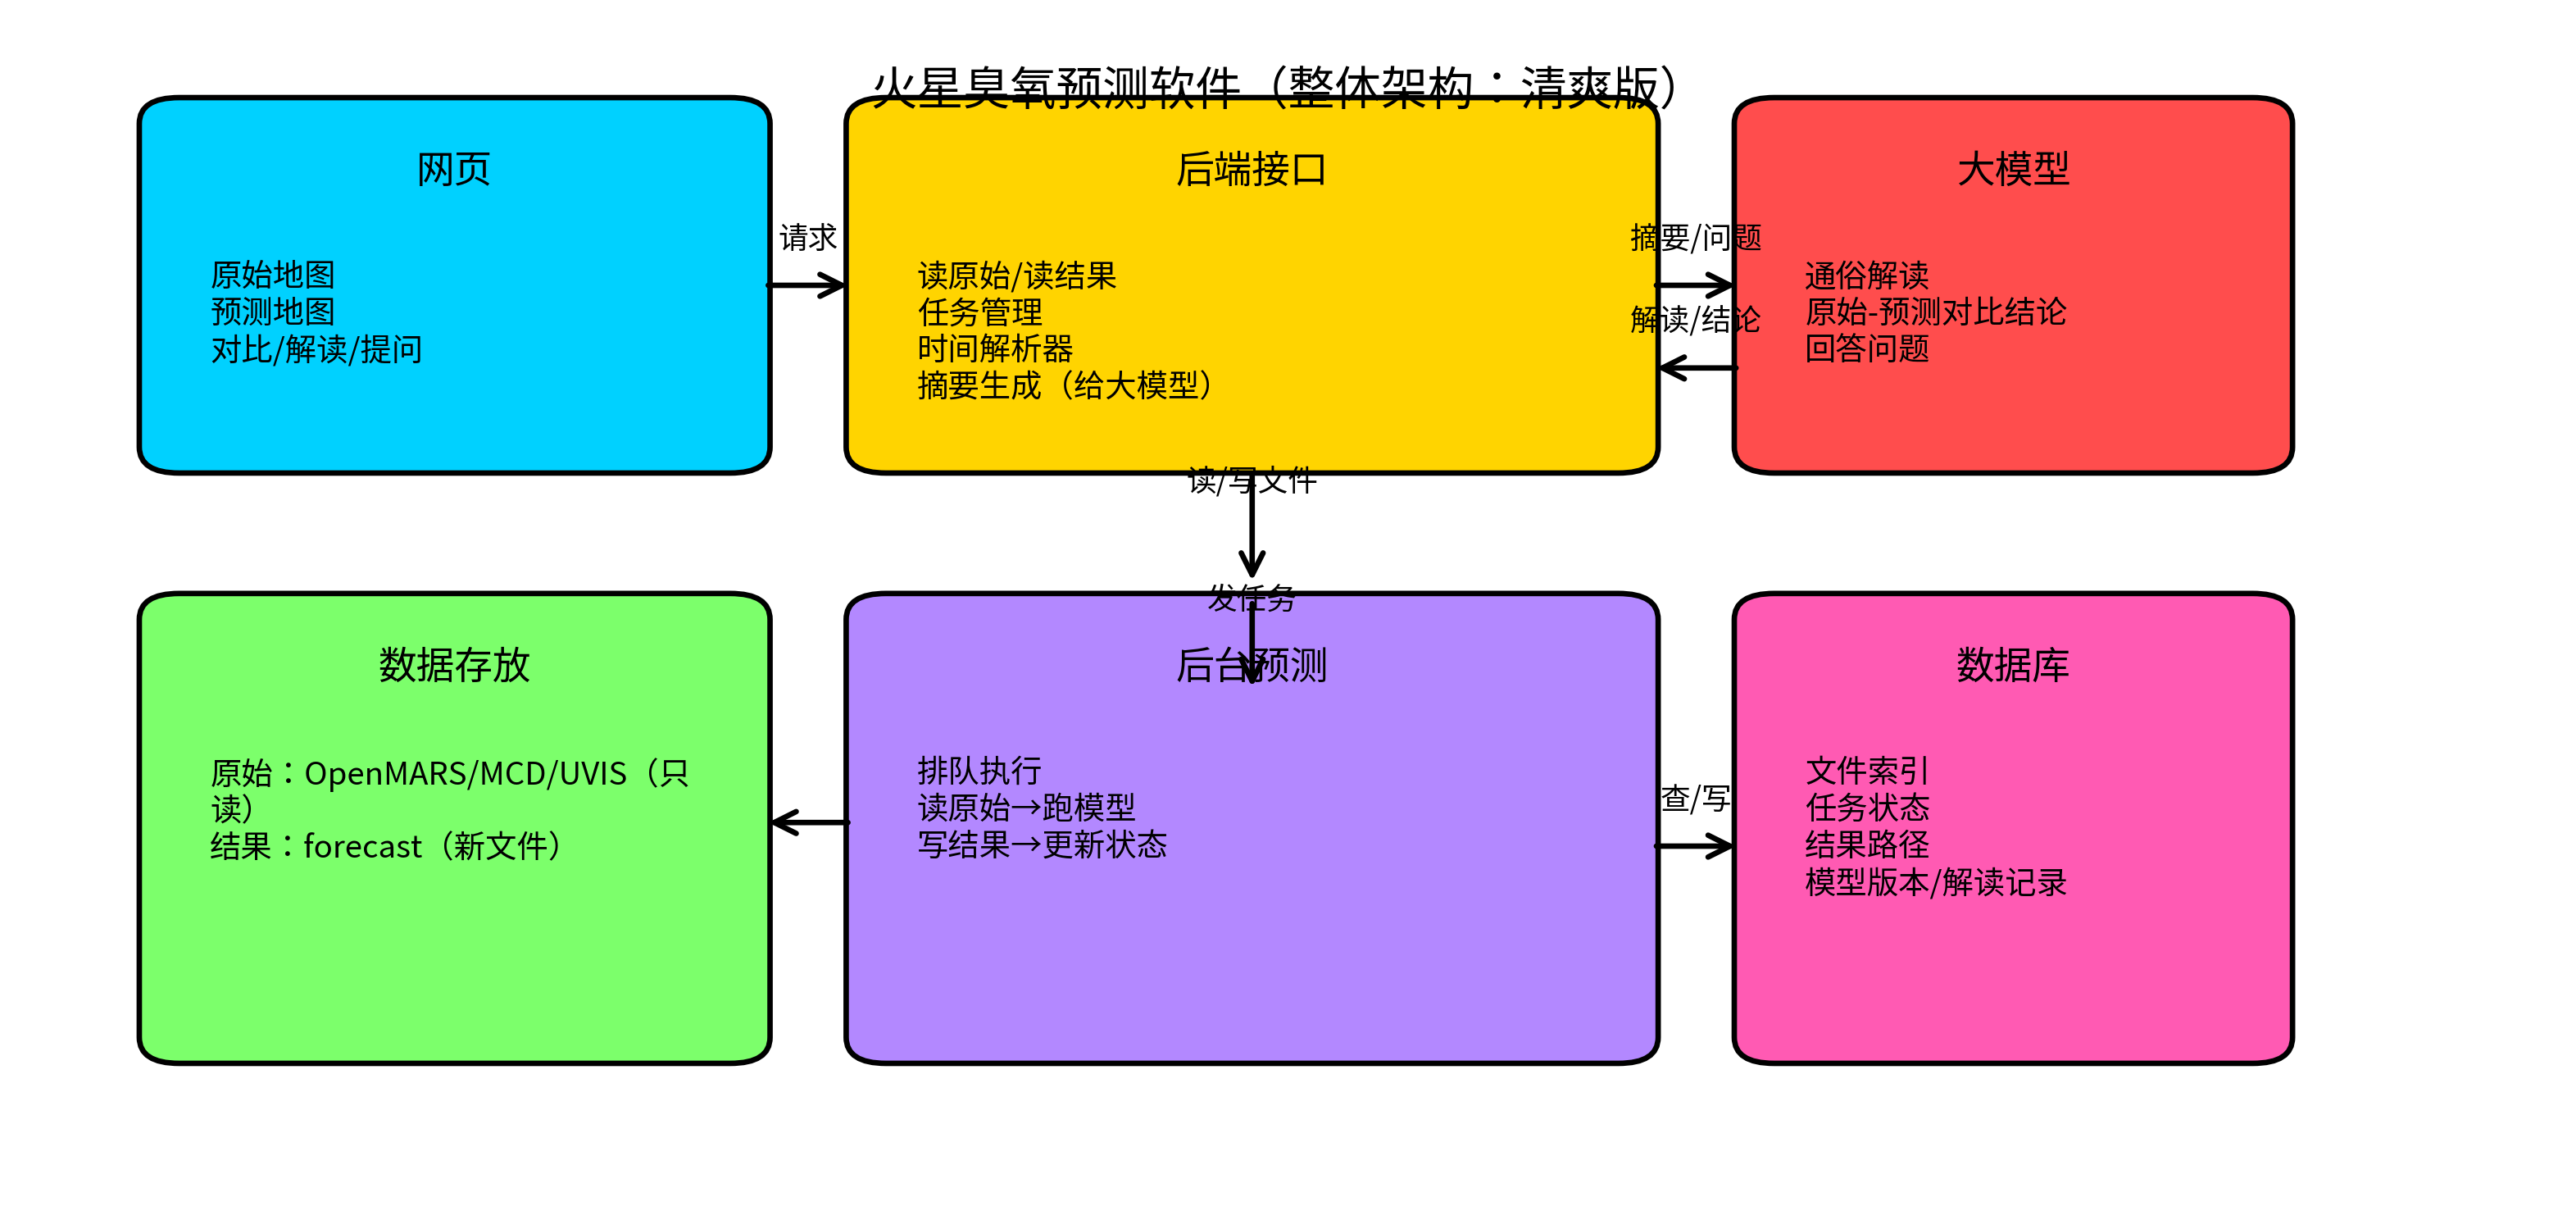 火星臭氧预测软件（整体架构：清爽版）
网页
原始地图
预测地图
对比/解读/提问
请求
后端接口
读原始/读结果
任务管理
时间解析器
摘要生成（给大模型）
摘要/问题
解读/结论
大模型
通俗解读
原始-预测对比结论
回答问题
读/写文件
发任务
数据存放
原始：OpenMARS/MCD/UVIS（只
读）
结果：forecast（新文件）
后台预测
排队执行
读原始→跑模型
写结果→更新状态
查/写
数据库
文件索引
任务状态
结果路径
模型版本/解读记录